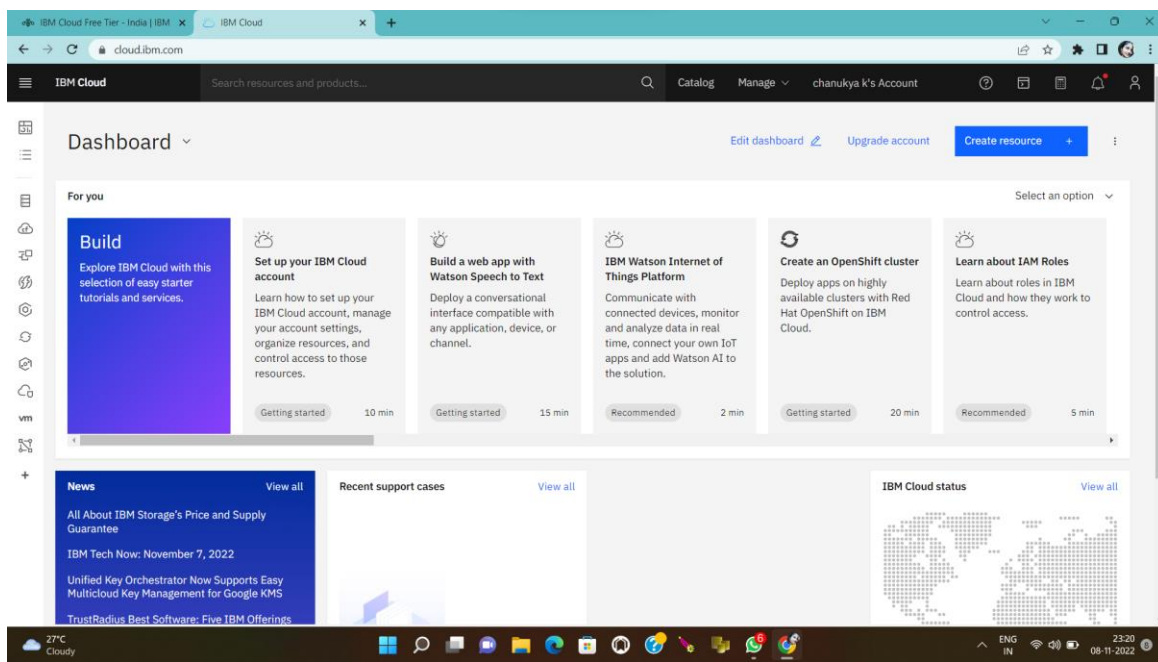 IBM Cloud Free Tier - India | IBM
IBM Cloud
cloud.ibm.com
IBM Cloud
Search resources and products...
Catalog
Manage
chanukya k's Account
Dashboard
Edit dashboard
Upgrade account
Create resource +
For you
Select an option
Build
Explore IBM Cloud with this
selection of easy starter
tutorials and services.
Set up your IBM Cloud
account
Learn how to set up your
IBM Cloud account, manage
your account settings,
organize resources, and
control access to those
resources.
Getting started
10 min
Build a web app with
Watson Speech to Text
Deploy a conversational
interface compatible with
any application, device, or
channel.
Getting started
15 min
IBM Watson Internet of
Things Platform
Communicate with
connected devices, monitor
and analyze data in real
time, connect your own IoT
apps and add Watson AI to
the solution.
Recommended
2 min
Create an OpenShift cluster
Deploy apps on highly
available clusters with Red
Hat OpenShift on IBM
Cloud.
Getting started
20 min
Learn about IAM Roles
Learn about roles in IBM
Cloud and how they work to
control access.
Recommended
5 min
vm
News
View all
All About IBM Storage's Price and Supply
Guarantee
IBM Tech Now: November 7, 2022
Unified Key Orchestrator Now Supports Easy
Multicloud Key Management for Google KMS
TrustRadius Best Software: Five IBM Offerings
Recent support cases
View all
IBM Cloud status
View all
27°C
Cloudy
6
ENG
IN
23:20
08-11-2022